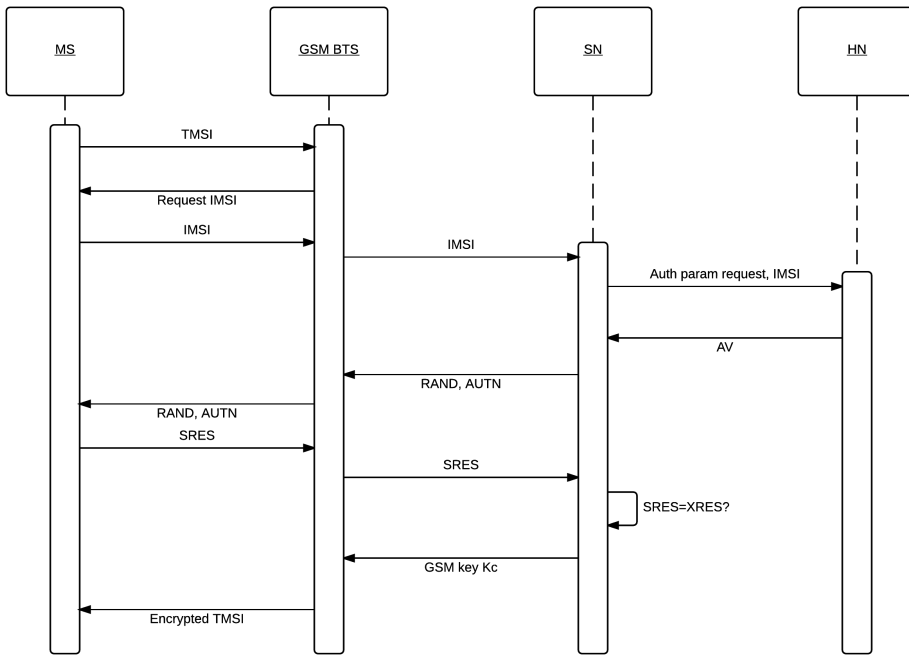 MS
GSM BTS
SN
HN
TMSI
Request IMSI
IMSI
IMSI
Auth param request, IMSI
AV
RAND, AUTN
RAND, AUTN
SRES
SRES
SRES=XRES?
GSM key Kc
Encrypted TMSI